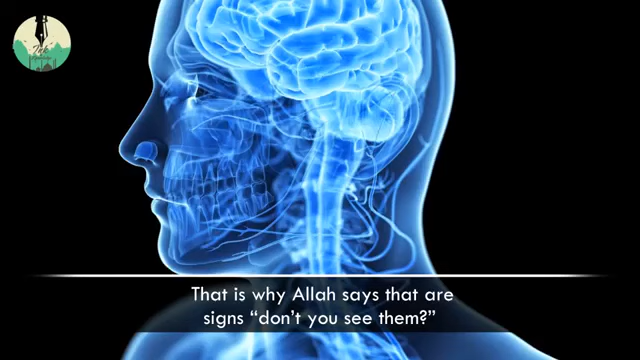 That is why Allah says that are
signs “don’t you see them?”